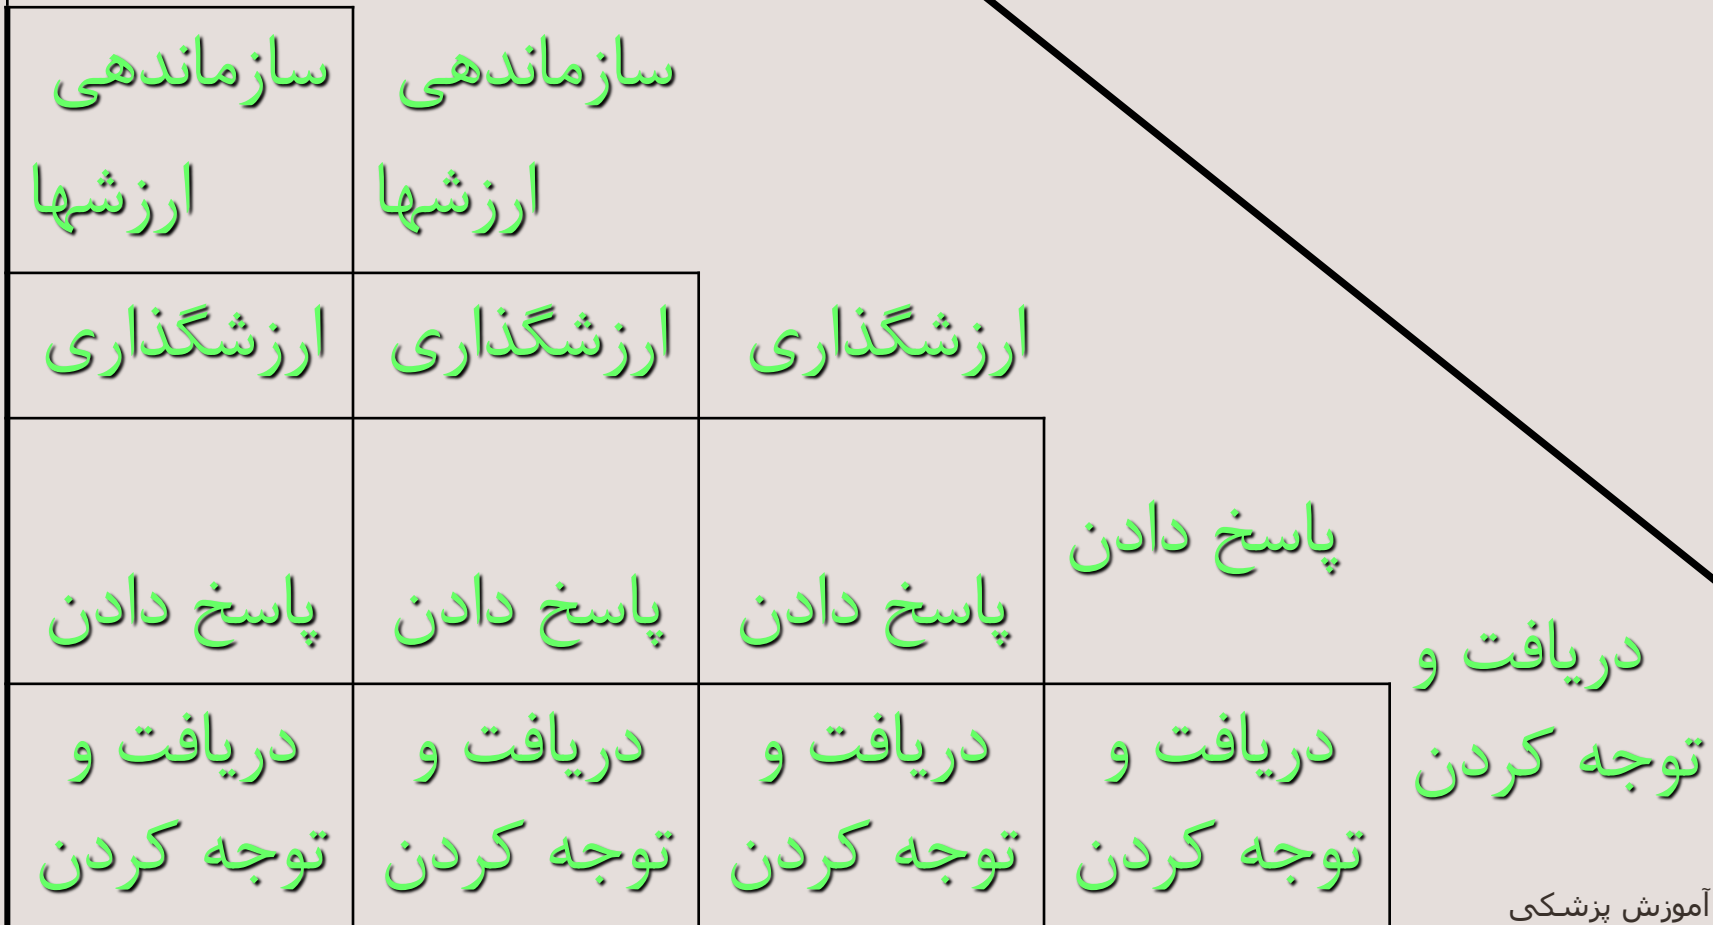 سازماندهی
ارزشها
سازماندهی
ارزشها
ارزشگذاری
ارزشگذاری
ارزشگذاری
پاسخ دادن
پاسخ دادن
پاسخ دادن
پاسخ دادن
دریافت و
توجه کردن
دریافت و
توجه کردن
دریافت و
توجه کردن
دریافت و
توجه کردن
دریافت و
توجه کردن
آموزش پزشکی